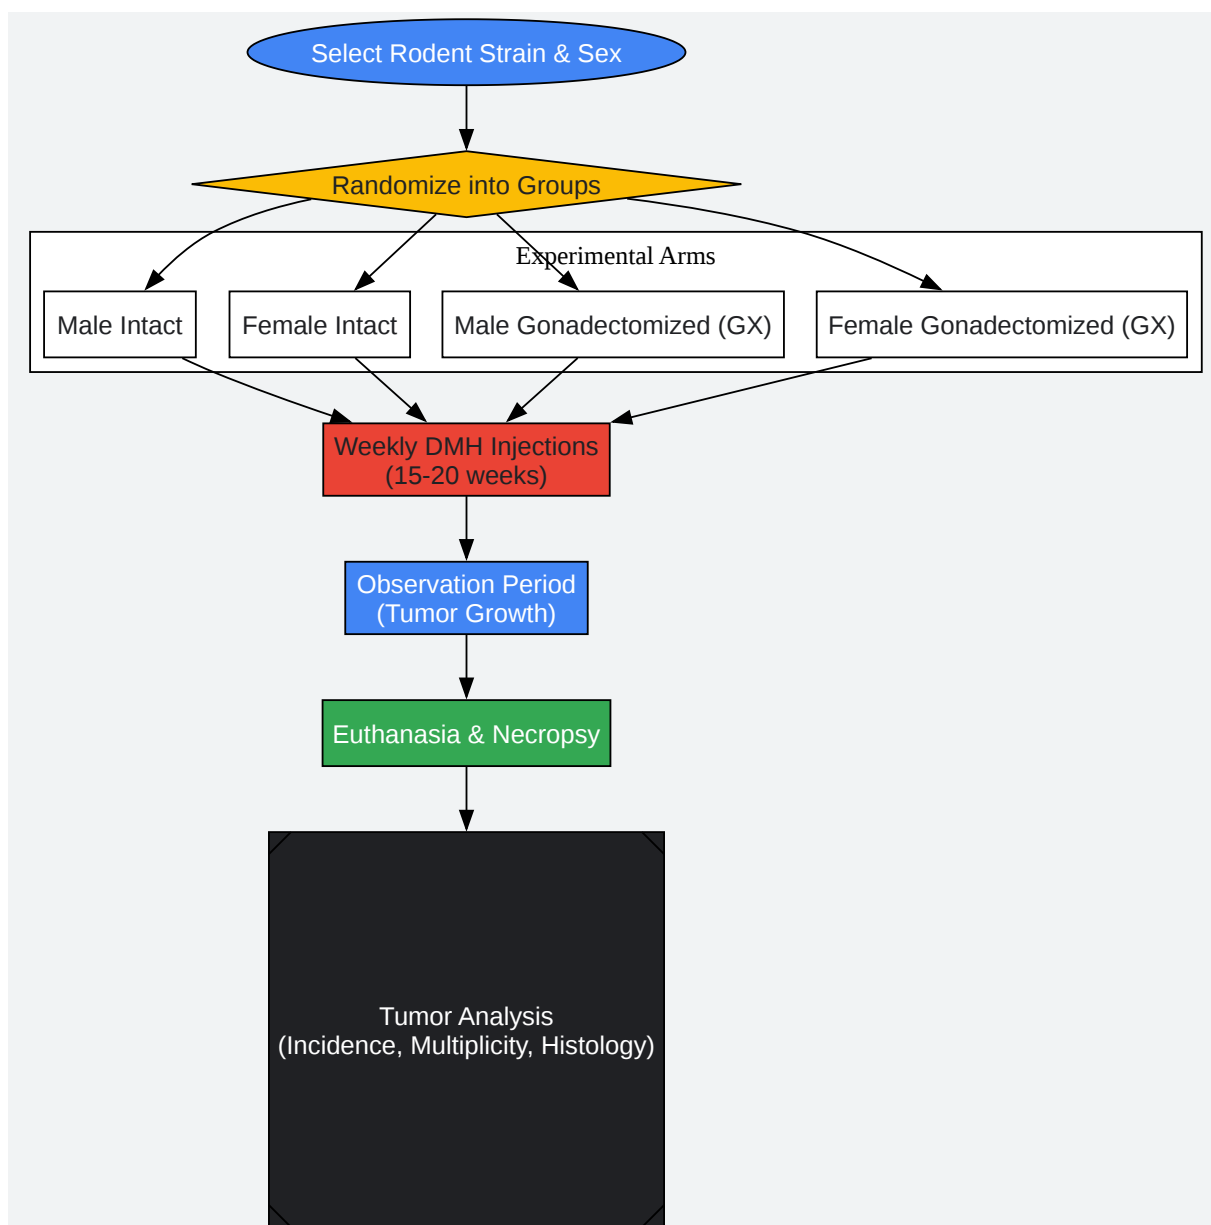 Select Rodent Strain & Sex
Randomize into Groups
Experimental Arms
Male Intact
Female Intact
Male Gonadectomized (GX)
Female Gonadectomized (GX)
Weekly DMH Injections
(15-20 weeks)
Observation Period
(Tumor Growth)
Euthanasia & Necropsy
Tumor Analysis
(Incidence, Multiplicity, Histology)